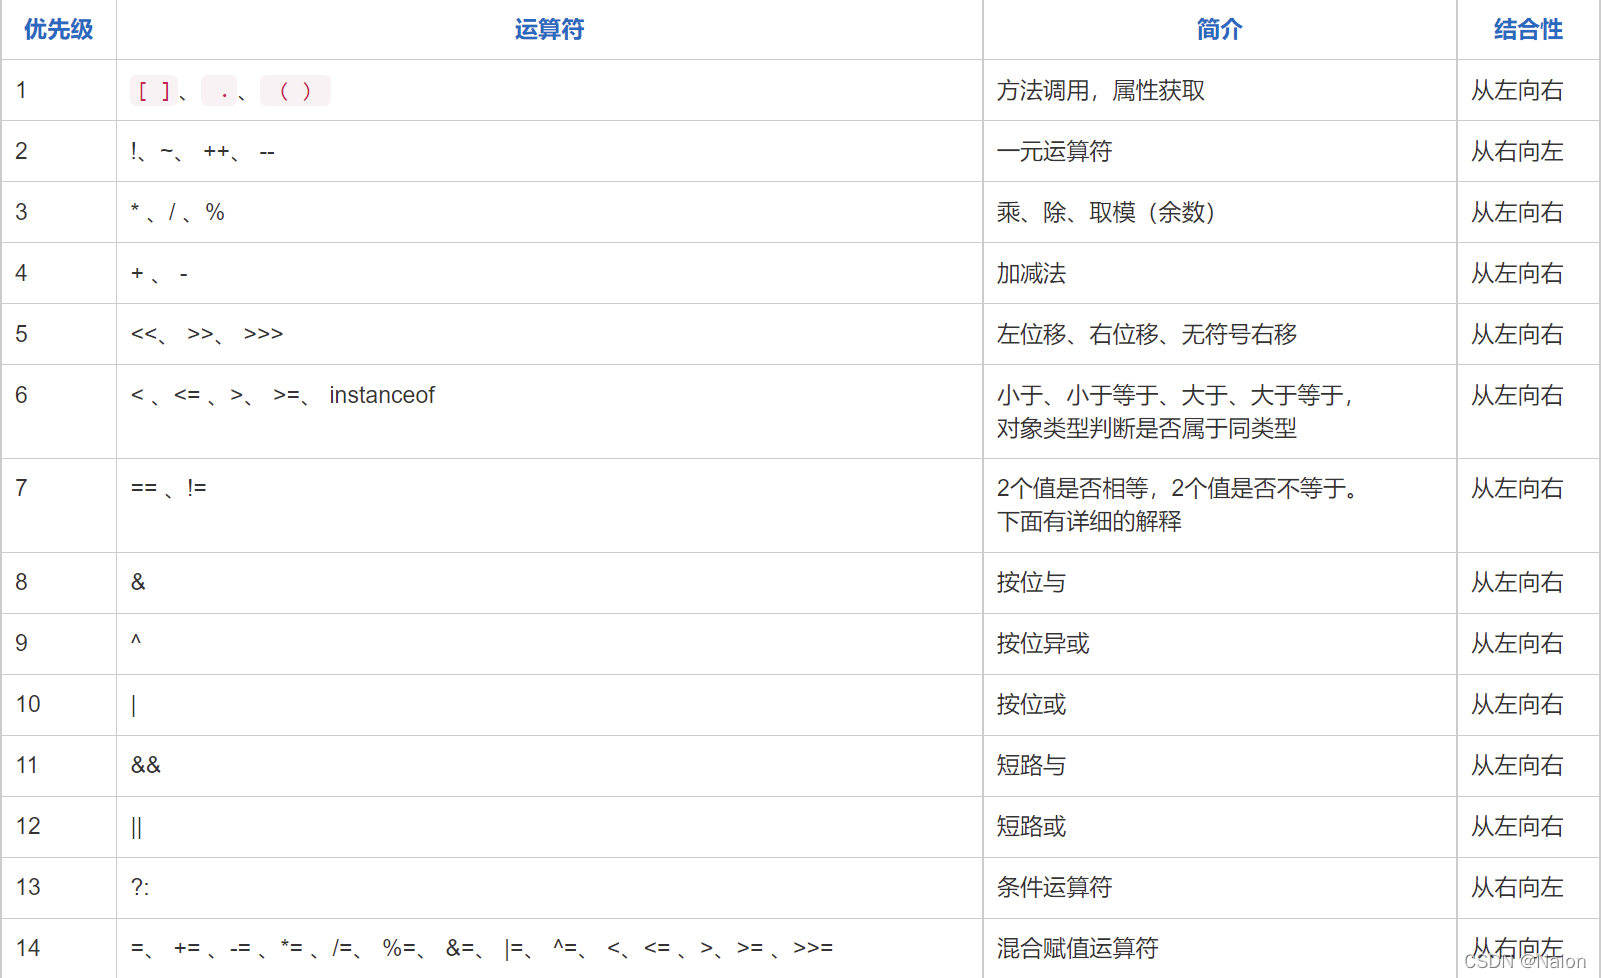 优先级 运算符 简介 结合性
1 [ ]、 .、 ( ) 方法调用，属性获取 从左向右
2 !、~、 ++、 -- 一元运算符 从右向左
3 * 、/ 、% 乘、除、取模（余数） 从左向右
4 + 、 - 加减法 从左向右
5 <<、 >>、 >>> 左位移、右位移、无符号右移 从左向右
6 < 、<= 、>、 >=、 instanceof 小于、小于等于、大于、大于等于， 从左向右
对象类型判断是否属于同类型
7 == 、!= 2个值是否相等，2个值是否不等于。 从左向右
下面有详细的解释
8 & 按位与 从左向右
9 ^ 按位异或 从左向右
10 | 按位或 从左向右
11 && 短路与 从左向右
12 || 短路或 从左向右
13 ?: 条件运算符 从右向左
14 =、 += 、-= 、*= 、/=、 %=、 &=、 |=、 ^=、 <、<= 、>、>= 、>>= 混合赋值运算符 从右向左
CSDN @Naion